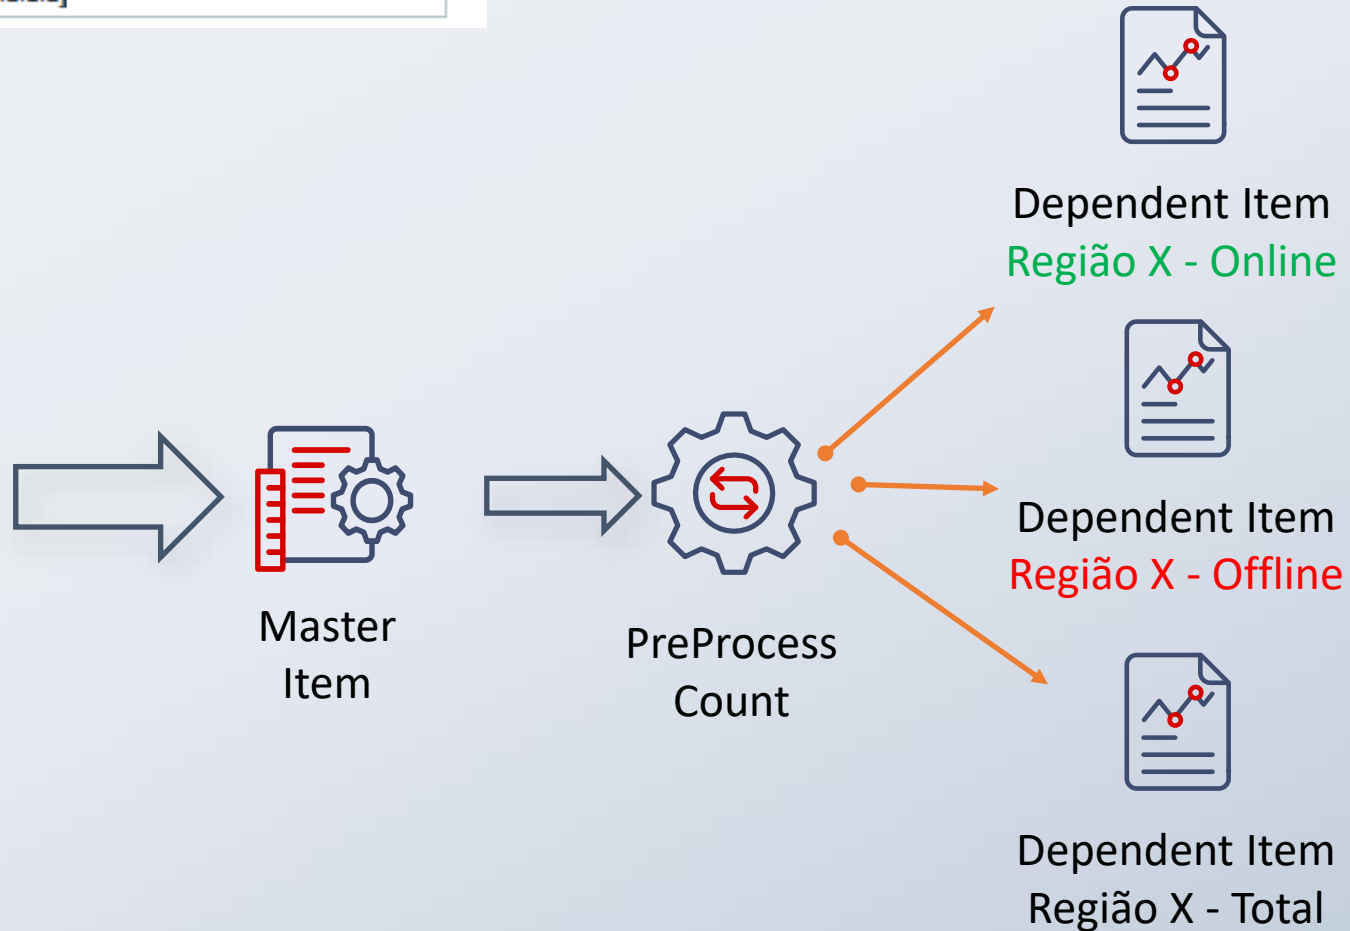 Master
Item
PreProcess
Count
Dependent Item
Região X - Online
Dependent Item
Região X - Offline
Dependent Item
Região X - Total